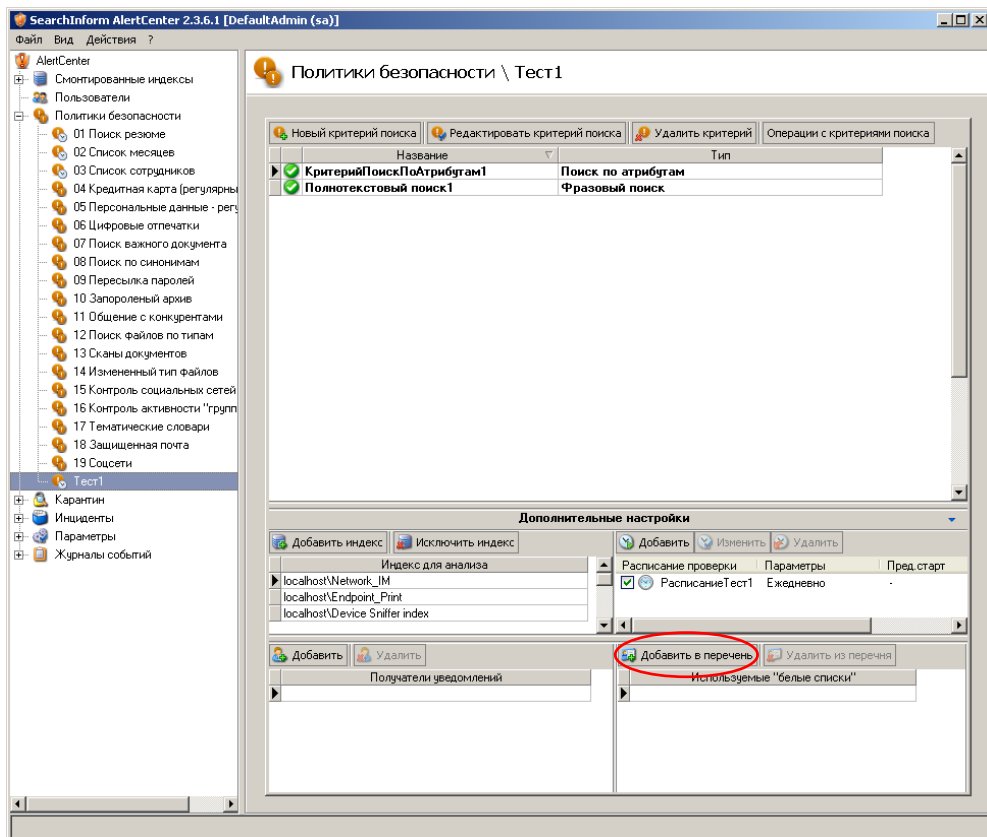 SearchInform AlertCenter 2.3.6.1 [DefaultAdmin (sa)]
Файл Вид Действия ?
AlertCenter
Смонтированные индексы
Пользователи
Политики безопасности
01 Поиск резюме
02 Список месяцев
03 Список сотрудников
04 Кредитная карта (регулярны
05 Персональные данные - регу
06 Цифровые отпечатки
07 Поиск важного документа
08 Поиск по синонимам
09 Пересылка паролей
10 Запороленый архив
11 Общение с конкурентами
12 Поиск файлов по типам
13 Сканы документов
14 Измененный тип файлов
15 Контроль социальных сетей
16 Контроль активности "групп
17 Тематические словари
18 Защищенная почта
19 Соцсети
Тест1
Карантин
Инциденты
Параметры
Журналы событий
Политики безопасности \ Тест1
Новый критерий поиска Редактировать критерий поиска Удалить критерий Операции с критериями поиска
Название Тип
КритерийПоискПоАтрибутам1 Поиск по атрибутам
Полнотекстовый поиск1 Фразовый поиск
Дополнительные настройки
Добавить индекс Исключить индекс
Индекс для анализа
localhost\Network_IM
localhost\Endpoint_Print
localhost\Device Sniffer index
Добавить Изменить Удалить
Расписание проверки Параметры Пред.старт
РасписаниеТест1 Ежедневно -
Добавить Удалить
Получатели уведомлений
Добавить в перечень Удалить из перечня
Используемые "белые списки"